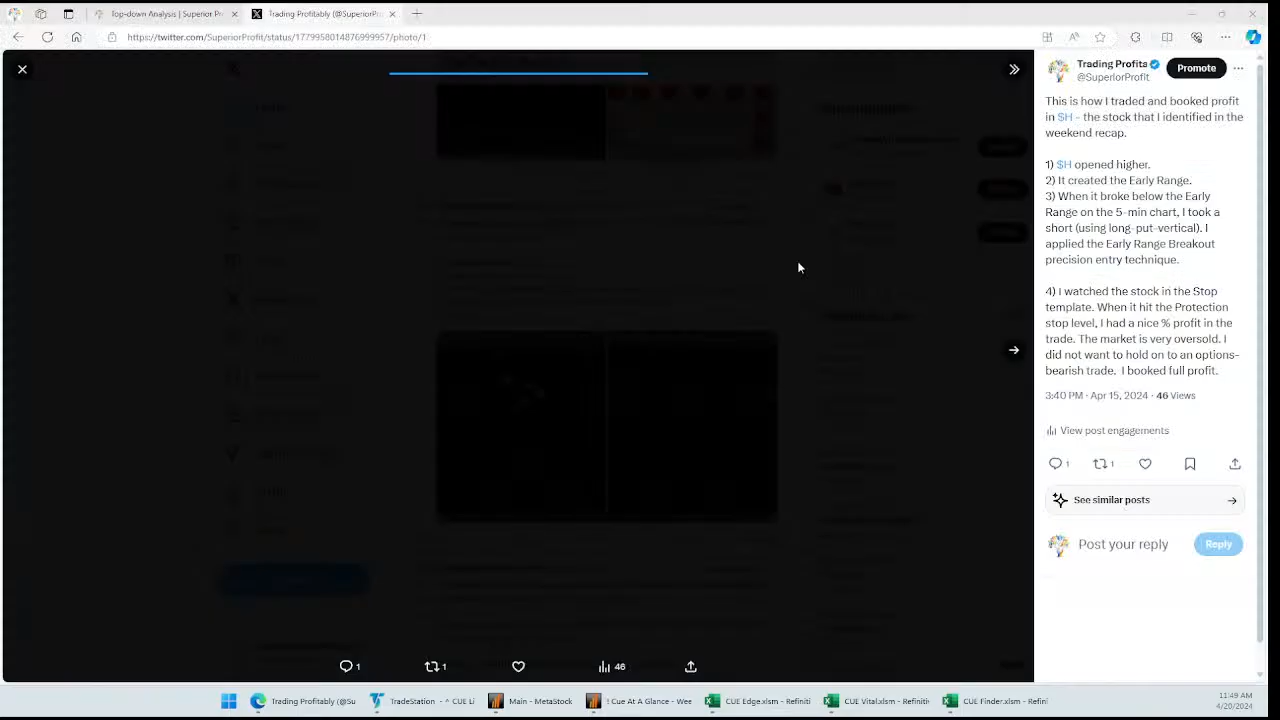 Top-down Analysis | Superior Pr
Trading Profitably (@SuperiorPr
https://twitter.com/SuperiorProfit/status/1779958014876999957/photo/1
Trading Profita
@SuperiorProfit
Promote
This is how I traded and booked profit
in $H - the stock that I identified in the
weekend recap.
1) $H opened higher.
2) It created the Early Range.
3) When it broke below the Early
Range on the 5-min chart, I took a
short (using long-put-vertical). I
applied the Early Range Breakout
precision entry technique.
4) I watched the stock in the Stop
template. When it hit the Protection
stop level, I had a nice % profit in the
trade. The market is very oversold. I
did not want to hold on to an options-
bearish trade. I booked full profit.
3:40 PM · Apr 15, 2024 · 46 Views
View post engagements
1 1
See similar posts
Post your reply
Reply
1 1 46
Trading Profitably (@Su
TradeStation - ^ CUE Li
Main - MetaStock
! Cue At A Glance - We
CUE Edge.xlsm - Refiniti
CUE Vital.xlsm - Refiniti
CUE Finder.xlsm - Refini
11:49 AM
4/20/2024